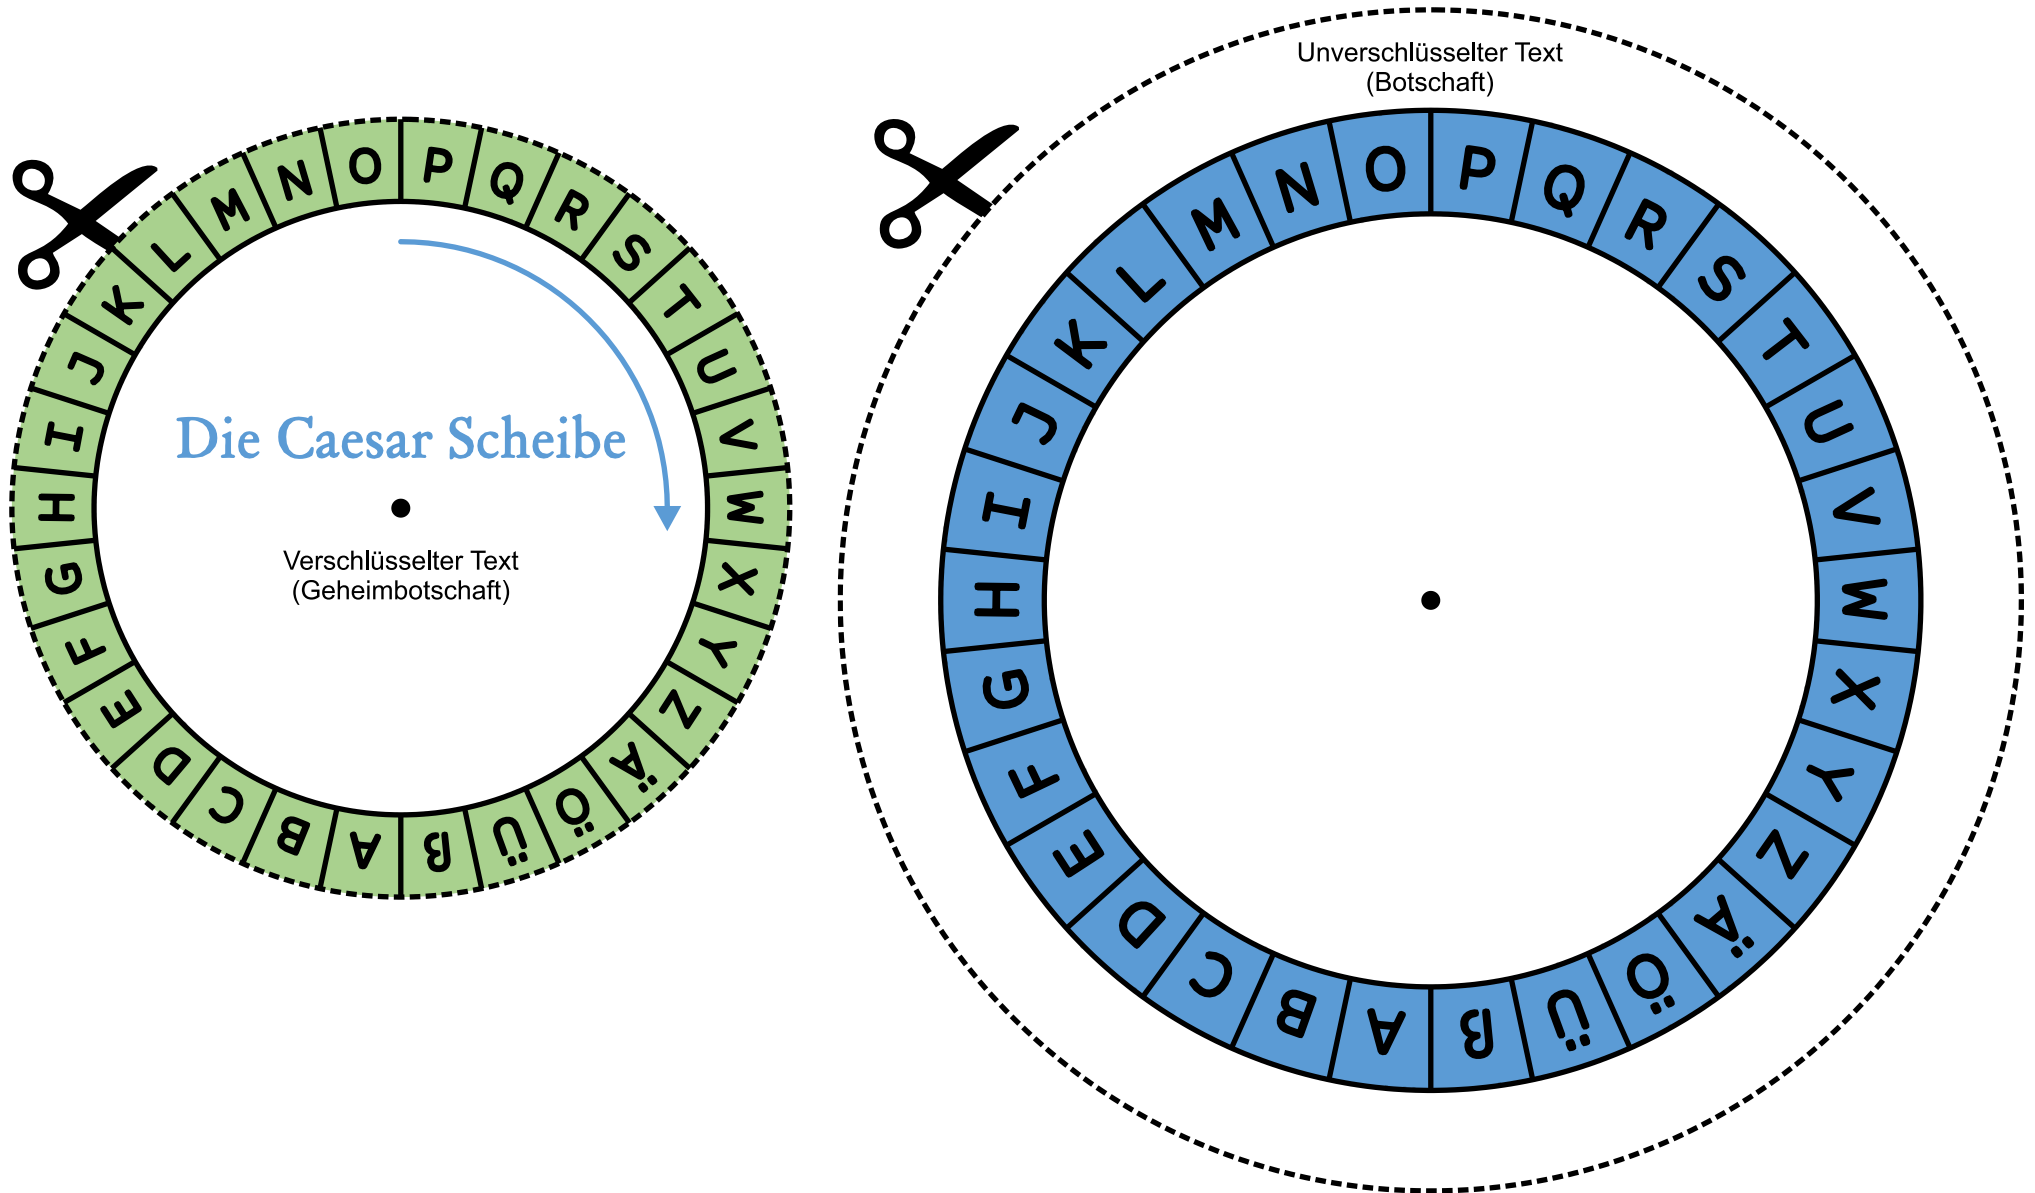 Die Caesar Scheibe
Verschlüsselter Text
(Geheimbotschaft)
A B C D E F G H I J K L M N O P Q R S T U V W X Y Z Ä Ö Ü ß
Unverschlüsselter Text
(Botschaft)
A B C D E F G H I J K L M N O P Q R S T U V W X Y Z Ä Ö Ü ß